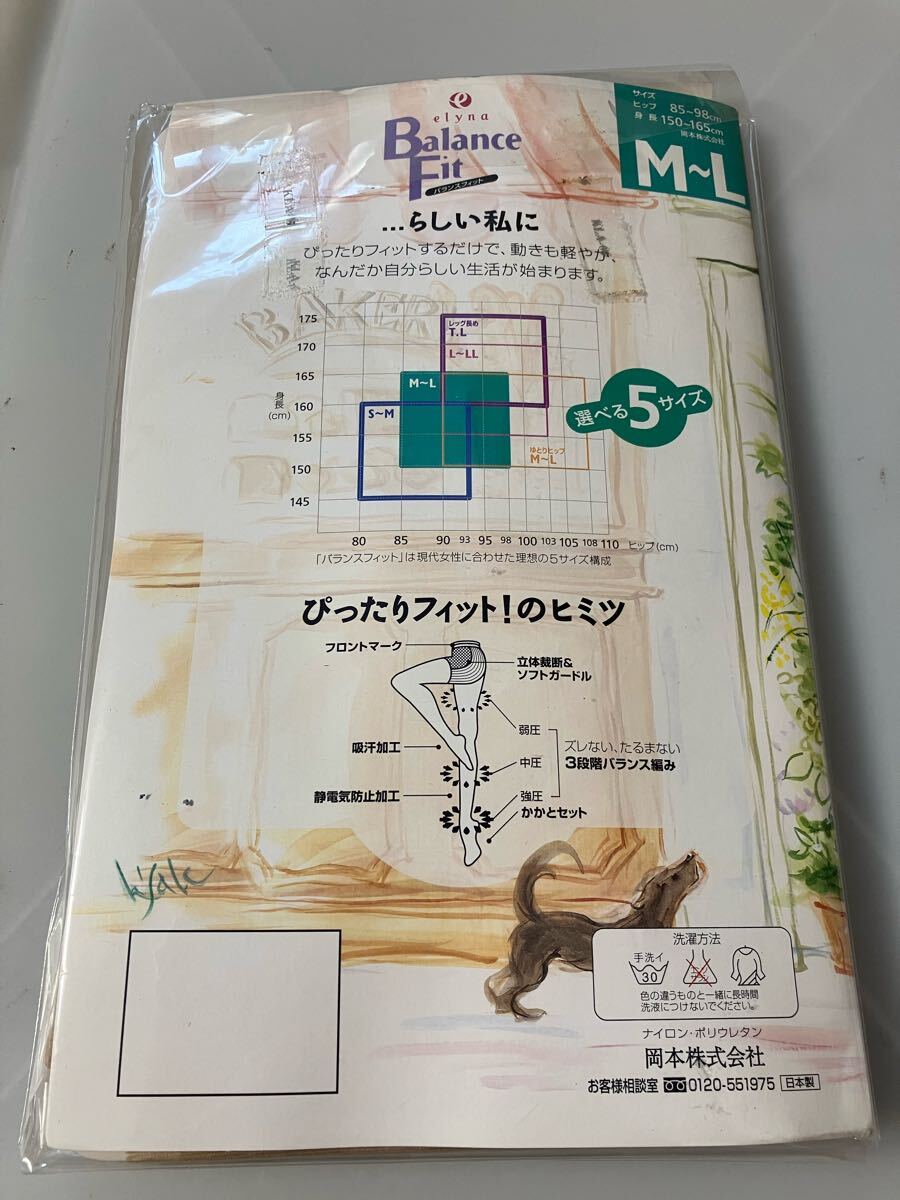 elyna
Balance
Fit
バランスフィット
サイズ
ヒップ 85~98cm
身長 150~165cm
岡本株式会社
M~L
...らしい私に
ぴったりフィットするだけで、動きも軽やか、
なんだか自分らしい生活が始まります。
BAKER
175
170
165
160
155
150
145
身長
(cm)
レッグ長め
T.L
L~LL
M~L
S~M
ゆとりヒップ
M~L
選べる5サイズ
80 85 90 93 95 98 100 103 105 108 110 ヒップ(cm)
「バランスフィット」は現代女性に合わせた理想の5サイズ構成
ぴったりフィット!のヒミツ
フロントマーク
立体裁断&
ソフトガードル
弱圧
吸汗加工
ズレない、たるまない
3段階バランス編み
中圧
静電気防止加工
強圧
かかとセット
洗濯方法
手洗イ
30
色の違うものと一緒に長時間
洗液につけないでください。
ナイロン・ポリウレタン
岡本株式会社
お客様相談室 0120-551975 日本製